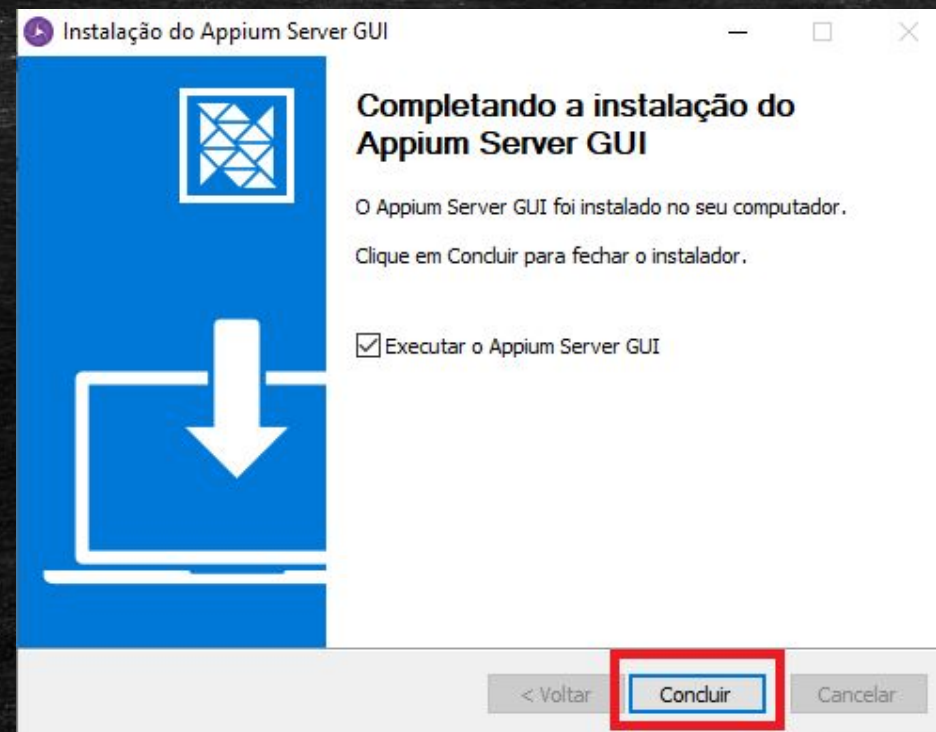 Instalação do Appium Server GUI
Completando a instalação do
Appium Server GUI
O Appium Server GUI foi instalado no seu computador.
Clique em Concluir para fechar o instalador.
Executar o Appium Server GUI
< Voltar Concluir Cancelar